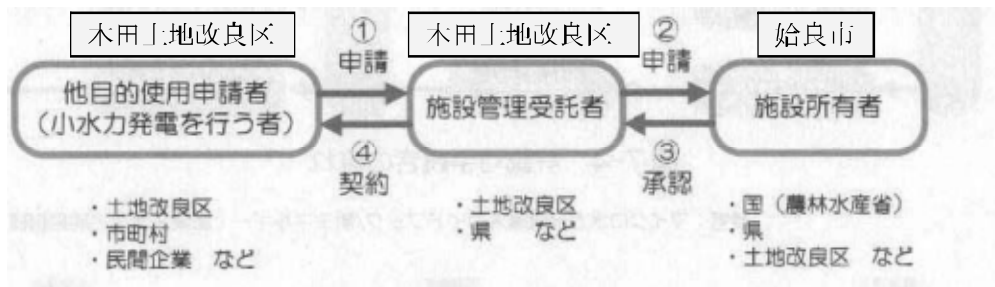 木田土地改良区
木田土地改良区
姶良市
①
申請
②
申請
他目的使用申請者
（小水力発電を行う者）
施設管理受託者
施設所有者
④
契約
③
承認
・土地改良区
・市町村
・民間企業　など
・土地改良区
・県　　など
・国（農林水産省）
・県
・土地改良区　など